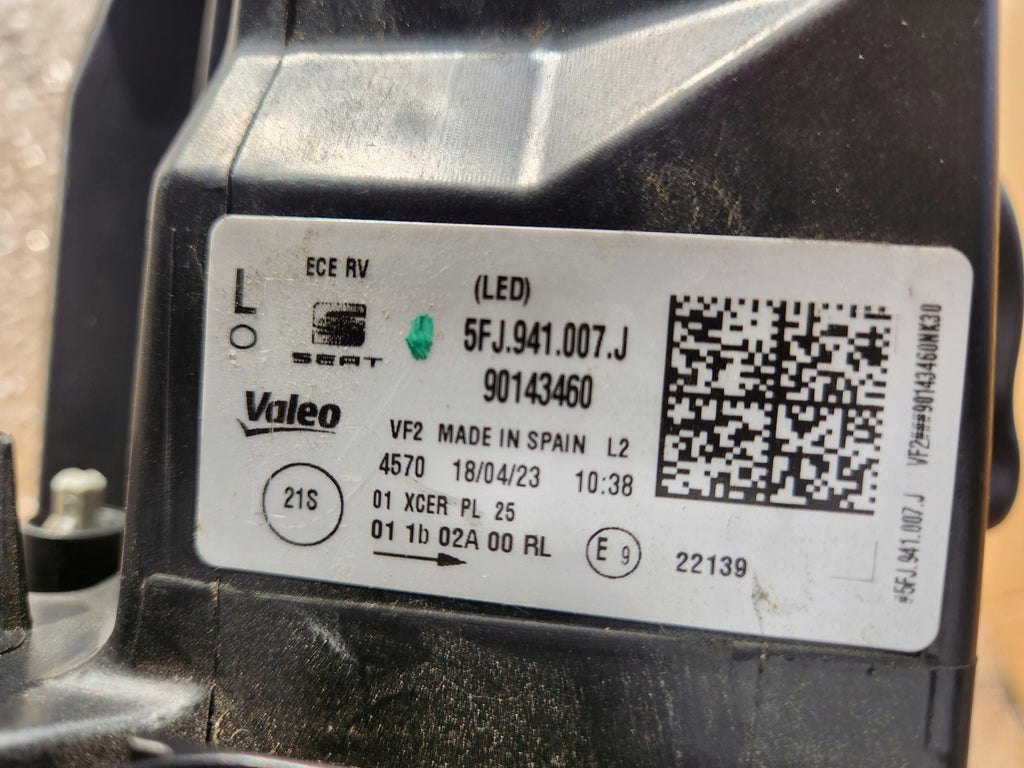 L
O
ECE RV
SEAT
Valeo
(LED)
5FJ.941.007.J
90143460
VF2 MADE IN SPAIN L2
4570 18/04/23 10:38
21S
01 XCER PL 25
01 1b 02A 00 RL
E 9
22139
#5FJ.941.007.J VF2###90143460NK30